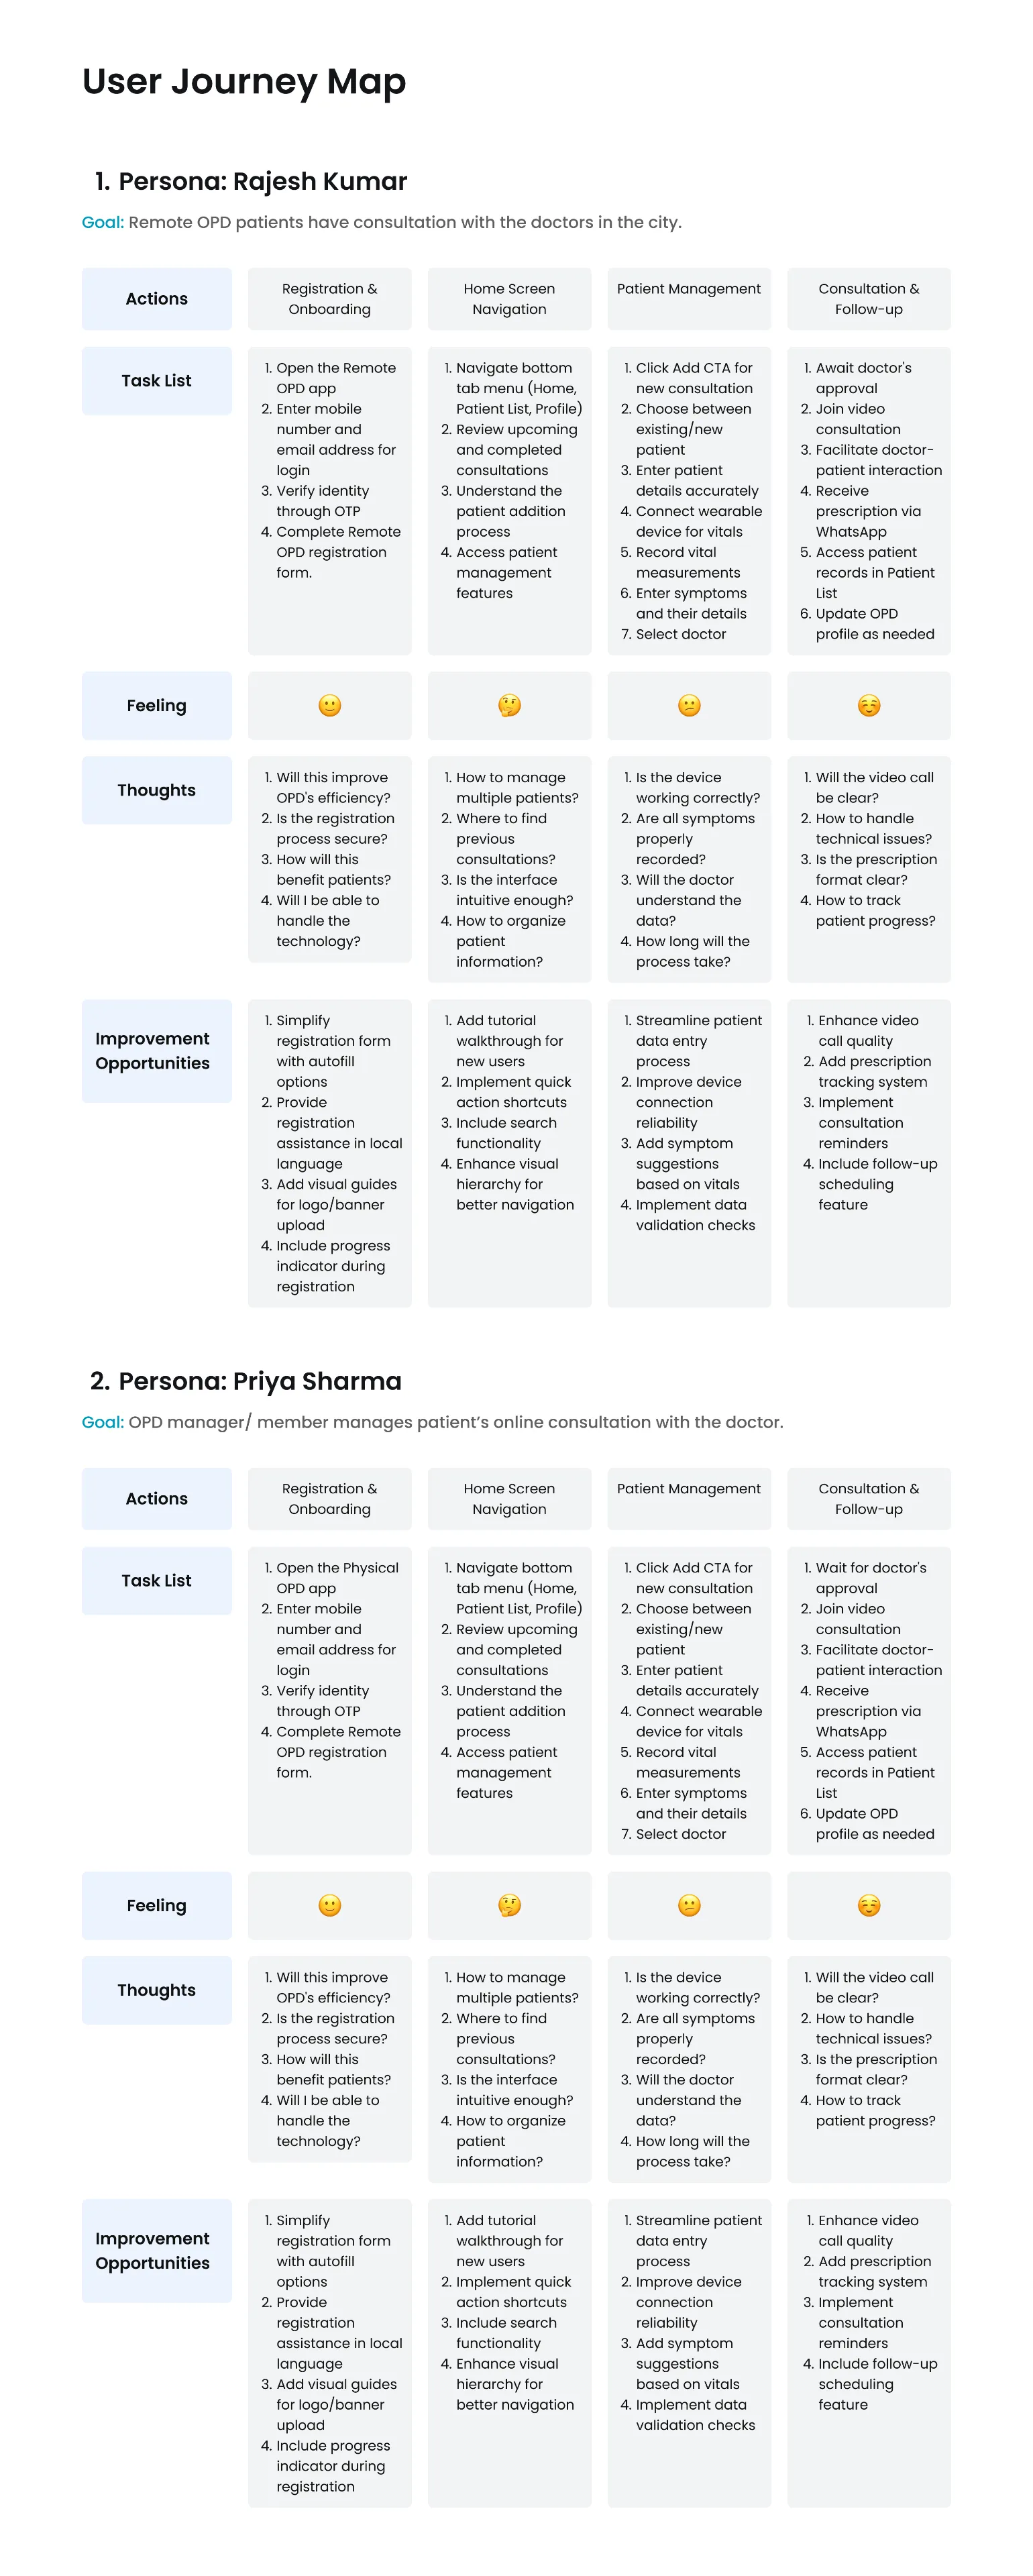 User Journey Map
1. Persona: Rajesh Kumar
Goal: Remote OPD patients have consultation with the doctors in the city.
Actions
Registration &
Onboarding
Home Screen
Navigation
Patient Management
Consultation &
Follow-up
Task List
1. Open the Remote
OPD app
2. Enter mobile
number and
email address for
login
3. Verify identity
through OTP
4. Complete Remote
OPD registration
form.
1. Navigate bottom
tab menu (Home,
Patient List, Profile)
2. Review upcoming
and completed
consultations
3. Understand the
patient addition
process
4. Access patient
management
features
1. Click Add CTA for
new consultation
2. Choose between
existing/new
patient
3. Enter patient
details accurately
4. Connect wearable
device for vitals
5. Record vital
measurements
6. Enter symptoms
and their details
7. Select doctor
1. Await doctor's
approval
2. Join video
consultation
3. Facilitate doctor-
patient interaction
4. Receive
prescription via
WhatsApp
5. Access patient
records in Patient
List
6. Update OPD
profile as needed
Feeling
Thoughts
1. Will this improve
OPD's efficiency?
2. Is the registration
process secure?
3. How will this
benefit patients?
4. Will I be able to
handle the
technology?
1. How to manage
multiple patients?
2. Where to find
previous
consultations?
3. Is the interface
intuitive enough?
4. How to organize
patient
information?
1. Is the device
working correctly?
2. Are all symptoms
properly
recorded?
3. Will the doctor
understand the
data?
4. How long will the
process take?
1. Will the video call
be clear?
2. How to handle
technical issues?
3. Is the prescription
format clear?
4. How to track
patient progress?
Improvement
Opportunities
1. Simplify
registration form
with autofill
options
2. Provide
registration
assistance in local
language
3. Add visual guides
for logo/banner
upload
4. Include progress
indicator during
registration
1. Add tutorial
walkthrough for
new users
2. Implement quick
action shortcuts
3. Include search
functionality
4. Enhance visual
hierarchy for
better navigation
1. Streamline patient
data entry
process
2. Improve device
connection
reliability
3. Add symptom
suggestions
based on vitals
4. Implement data
validation checks
1. Enhance video
call quality
2. Add prescription
tracking system
3. Implement
consultation
reminders
4. Include follow-up
scheduling
feature
2. Persona: Priya Sharma
Goal: OPD manager/ member manages patient’s online consultation with the doctor.
Actions
Registration &
Onboarding
Home Screen
Navigation
Patient Management
Consultation &
Follow-up
Task List
1. Open the Physical
OPD app
2. Enter mobile
number and
email address for
login
3. Verify identity
through OTP
4. Complete Remote
OPD registration
form.
1. Navigate bottom
tab menu (Home,
Patient List, Profile)
2. Review upcoming
and completed
consultations
3. Understand the
patient addition
process
4. Access patient
management
features
1. Click Add CTA for
new consultation
2. Choose between
existing/new
patient
3. Enter patient
details accurately
4. Connect wearable
device for vitals
5. Record vital
measurements
6. Enter symptoms
and their details
7. Select doctor
1. Wait for doctor's
approval
2. Join video
consultation
3. Facilitate doctor-
patient interaction
4. Receive
prescription via
WhatsApp
5. Access patient
records in Patient
List
6. Update OPD
profile as needed
Feeling
Thoughts
1. Will this improve
OPD's efficiency?
2. Is the registration
process secure?
3. How will this
benefit patients?
4. Will I be able to
handle the
technology?
1. How to manage
multiple patients?
2. Where to find
previous
consultations?
3. Is the interface
intuitive enough?
4. How to organize
patient
information?
1. Is the device
working correctly?
2. Are all symptoms
properly
recorded?
3. Will the doctor
understand the
data?
4. How long will the
process take?
1. Will the video call
be clear?
2. How to handle
technical issues?
3. Is the prescription
format clear?
4. How to track
patient progress?
Improvement
Opportunities
1. Simplify
registration form
with autofill
options
2. Provide
registration
assistance in local
language
3. Add visual guides
for logo/banner
upload
4. Include progress
indicator during
registration
1. Add tutorial
walkthrough for
new users
2. Implement quick
action shortcuts
3. Include search
functionality
4. Enhance visual
hierarchy for
better navigation
1. Streamline patient
data entry
process
2. Improve device
connection
reliability
3. Add symptom
suggestions
based on vitals
4. Implement data
validation checks
1. Enhance video
call quality
2. Add prescription
tracking system
3. Implement
consultation
reminders
4. Include follow-up
scheduling
feature